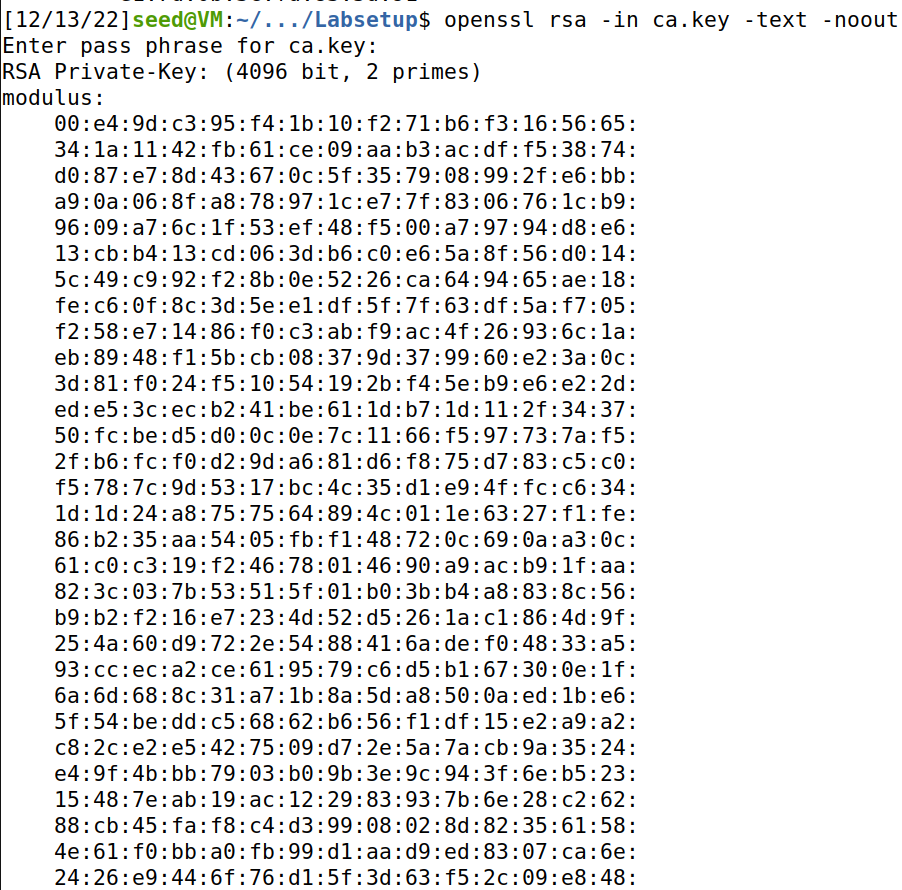 [12/13/22]seed@VM:~/.../Labsetup$ openssl rsa -in ca.key -text -noout
Enter pass phrase for ca.key:
RSA Private-Key: (4096 bit, 2 primes)
modulus:
    00:e4:9d:c3:95:f4:1b:10:f2:71:b6:f3:16:56:65:
    34:1a:11:42:fb:61:ce:09:aa:b3:ac:df:f5:38:74:
    d0:87:e7:8d:43:67:0c:5f:35:79:08:99:2f:e6:bb:
    a9:0a:06:8f:a8:78:97:1c:e7:7f:83:06:76:1c:b9:
    96:09:a7:6c:1f:53:ef:48:f5:00:a7:97:94:d8:e6:
    13:cb:b4:13:cd:06:3d:b6:c0:e6:5a:8f:56:d0:14:
    5c:49:c9:92:f2:8b:0e:52:26:ca:64:94:65:ae:18:
    fe:c6:0f:8c:3d:5e:e1:df:5f:7f:63:df:5a:f7:05:
    f2:58:e7:14:86:f0:c3:ab:f9:ac:4f:26:93:6c:1a:
    eb:89:48:f1:5b:cb:08:37:9d:37:99:60:e2:3a:0c:
    3d:81:f0:24:f5:10:54:19:2b:f4:5e:b9:e6:e2:2d:
    ed:e5:3c:ec:b2:41:be:61:1d:b7:1d:11:2f:34:37:
    50:fc:be:d5:d0:0c:0e:7c:11:66:f5:97:73:7a:f5:
    2f:b6:fc:f0:d2:9d:a6:81:d6:f8:75:d7:83:c5:c0:
    f5:78:7c:9d:53:17:bc:4c:35:d1:e9:4f:fc:c6:34:
    1d:1d:24:a8:75:75:64:89:4c:01:1e:63:27:f1:fe:
    86:b2:35:aa:54:05:fb:f1:48:72:0c:69:0a:a3:0c:
    61:c0:c3:19:f2:46:78:01:46:90:a9:ac:b9:1f:aa:
    82:3c:03:7b:53:51:5f:01:b0:3b:b4:a8:83:8c:56:
    b9:b2:f2:16:e7:23:4d:52:d5:26:1a:c1:86:4d:9f:
    25:4a:60:d9:72:2e:54:88:41:6a:de:f0:48:33:a5:
    93:cc:ec:a2:ce:61:95:79:c6:d5:b1:67:30:0e:1f:
    6a:6d:68:8c:31:a7:1b:8a:5d:a8:50:0a:ed:1b:e6:
    5f:54:be:dd:c5:68:62:b6:56:f1:df:15:e2:a9:a2:
    c8:2c:e2:e5:42:75:09:d7:2e:5a:7a:cb:9a:35:24:
    e4:9f:4b:bb:79:03:b0:9b:3e:9c:94:3f:6e:b5:23:
    15:48:7e:ab:19:ac:12:29:83:93:7b:6e:28:c2:62:
    88:cb:45:fa:f8:c4:d3:99:08:02:8d:82:35:61:58:
    4e:61:f0:bb:a0:fb:99:d1:aa:d9:ed:83:07:ca:6e:
    24:26:e9:44:6f:76:d1:5f:3d:63:f5:2c:09:e8:48: